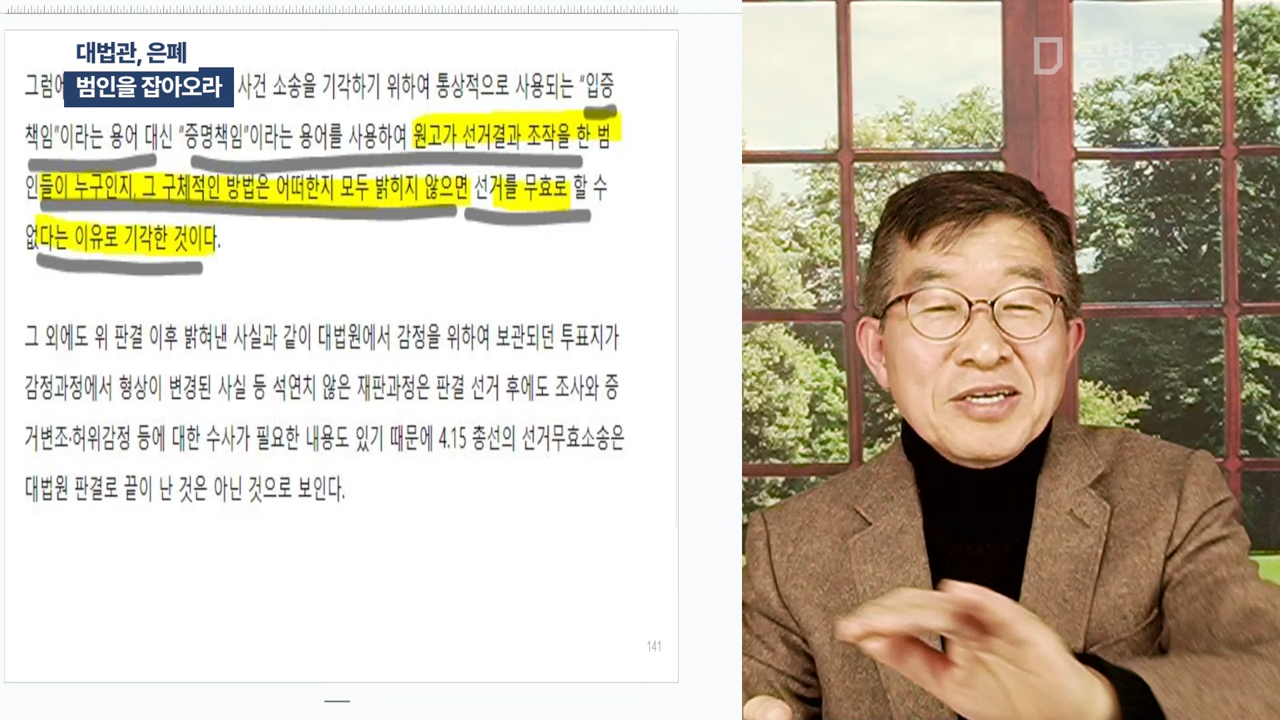 대법관, 은폐
범인을 잡아오라
사건 소송을 기각하기 위하여 통상적으로 사용되는 “입증
책임”이라는 용어 대신 “증명책임”이라는 용어를 사용하여 원고가 선거결과 조작을 한 범
인들이 누구인지, 그 구체적인 방법은 어떠한지 모두 밝히지 않으면 선거를 무효로 할 수
없다는 이유로 기각한 것이다.
그 외에도 위 판결 이후 밝혀낸 사실과 같이 대법원에서 감정을 위하여 보관되던 투표지가
감정과정에서 형상이 변경된 사실 등 석연치 않은 재판과정은 판결 선거 후에도 조사와 증
거변조·허위감정 등에 대한 수사가 필요한 내용도 있기 때문에 4.15 총선의 선거무효소송은
대법원 판결로 끝이 난 것은 아닌 것으로 보인다.
141